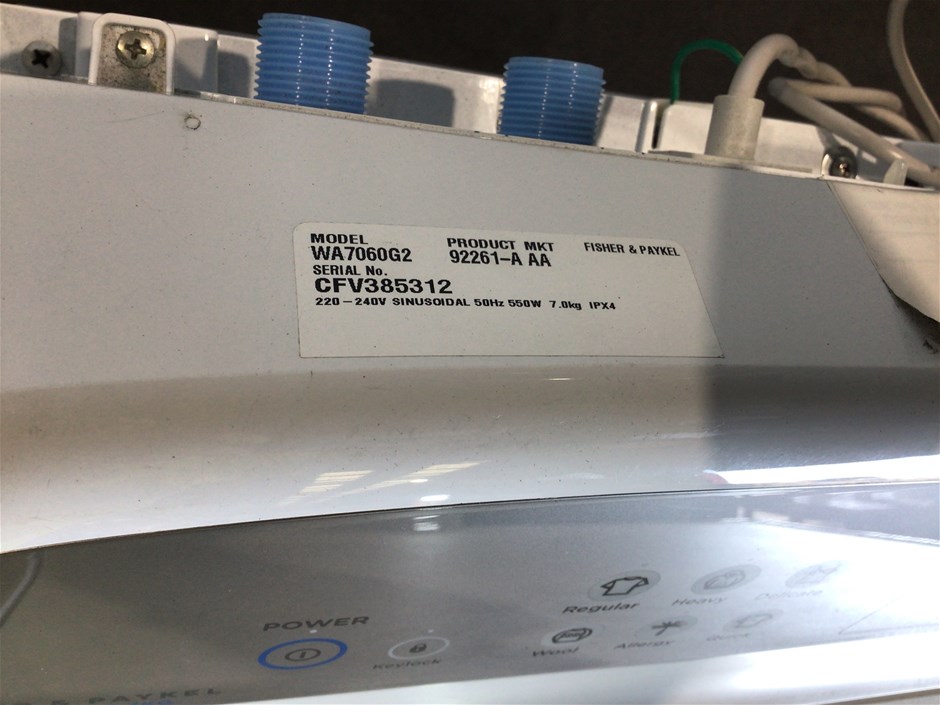 MODEL PRODUCT MKT FISHER & PAYKEL
WA7060G2 92261-A AA
SERIAL No.
CFV385312
220-240V SINUSOIDAL 50Hz 550W 7.0kg IPX4
Regular Heavy Delicate
POWER
Keylock Wool Allergy Quick
& PAYKEL